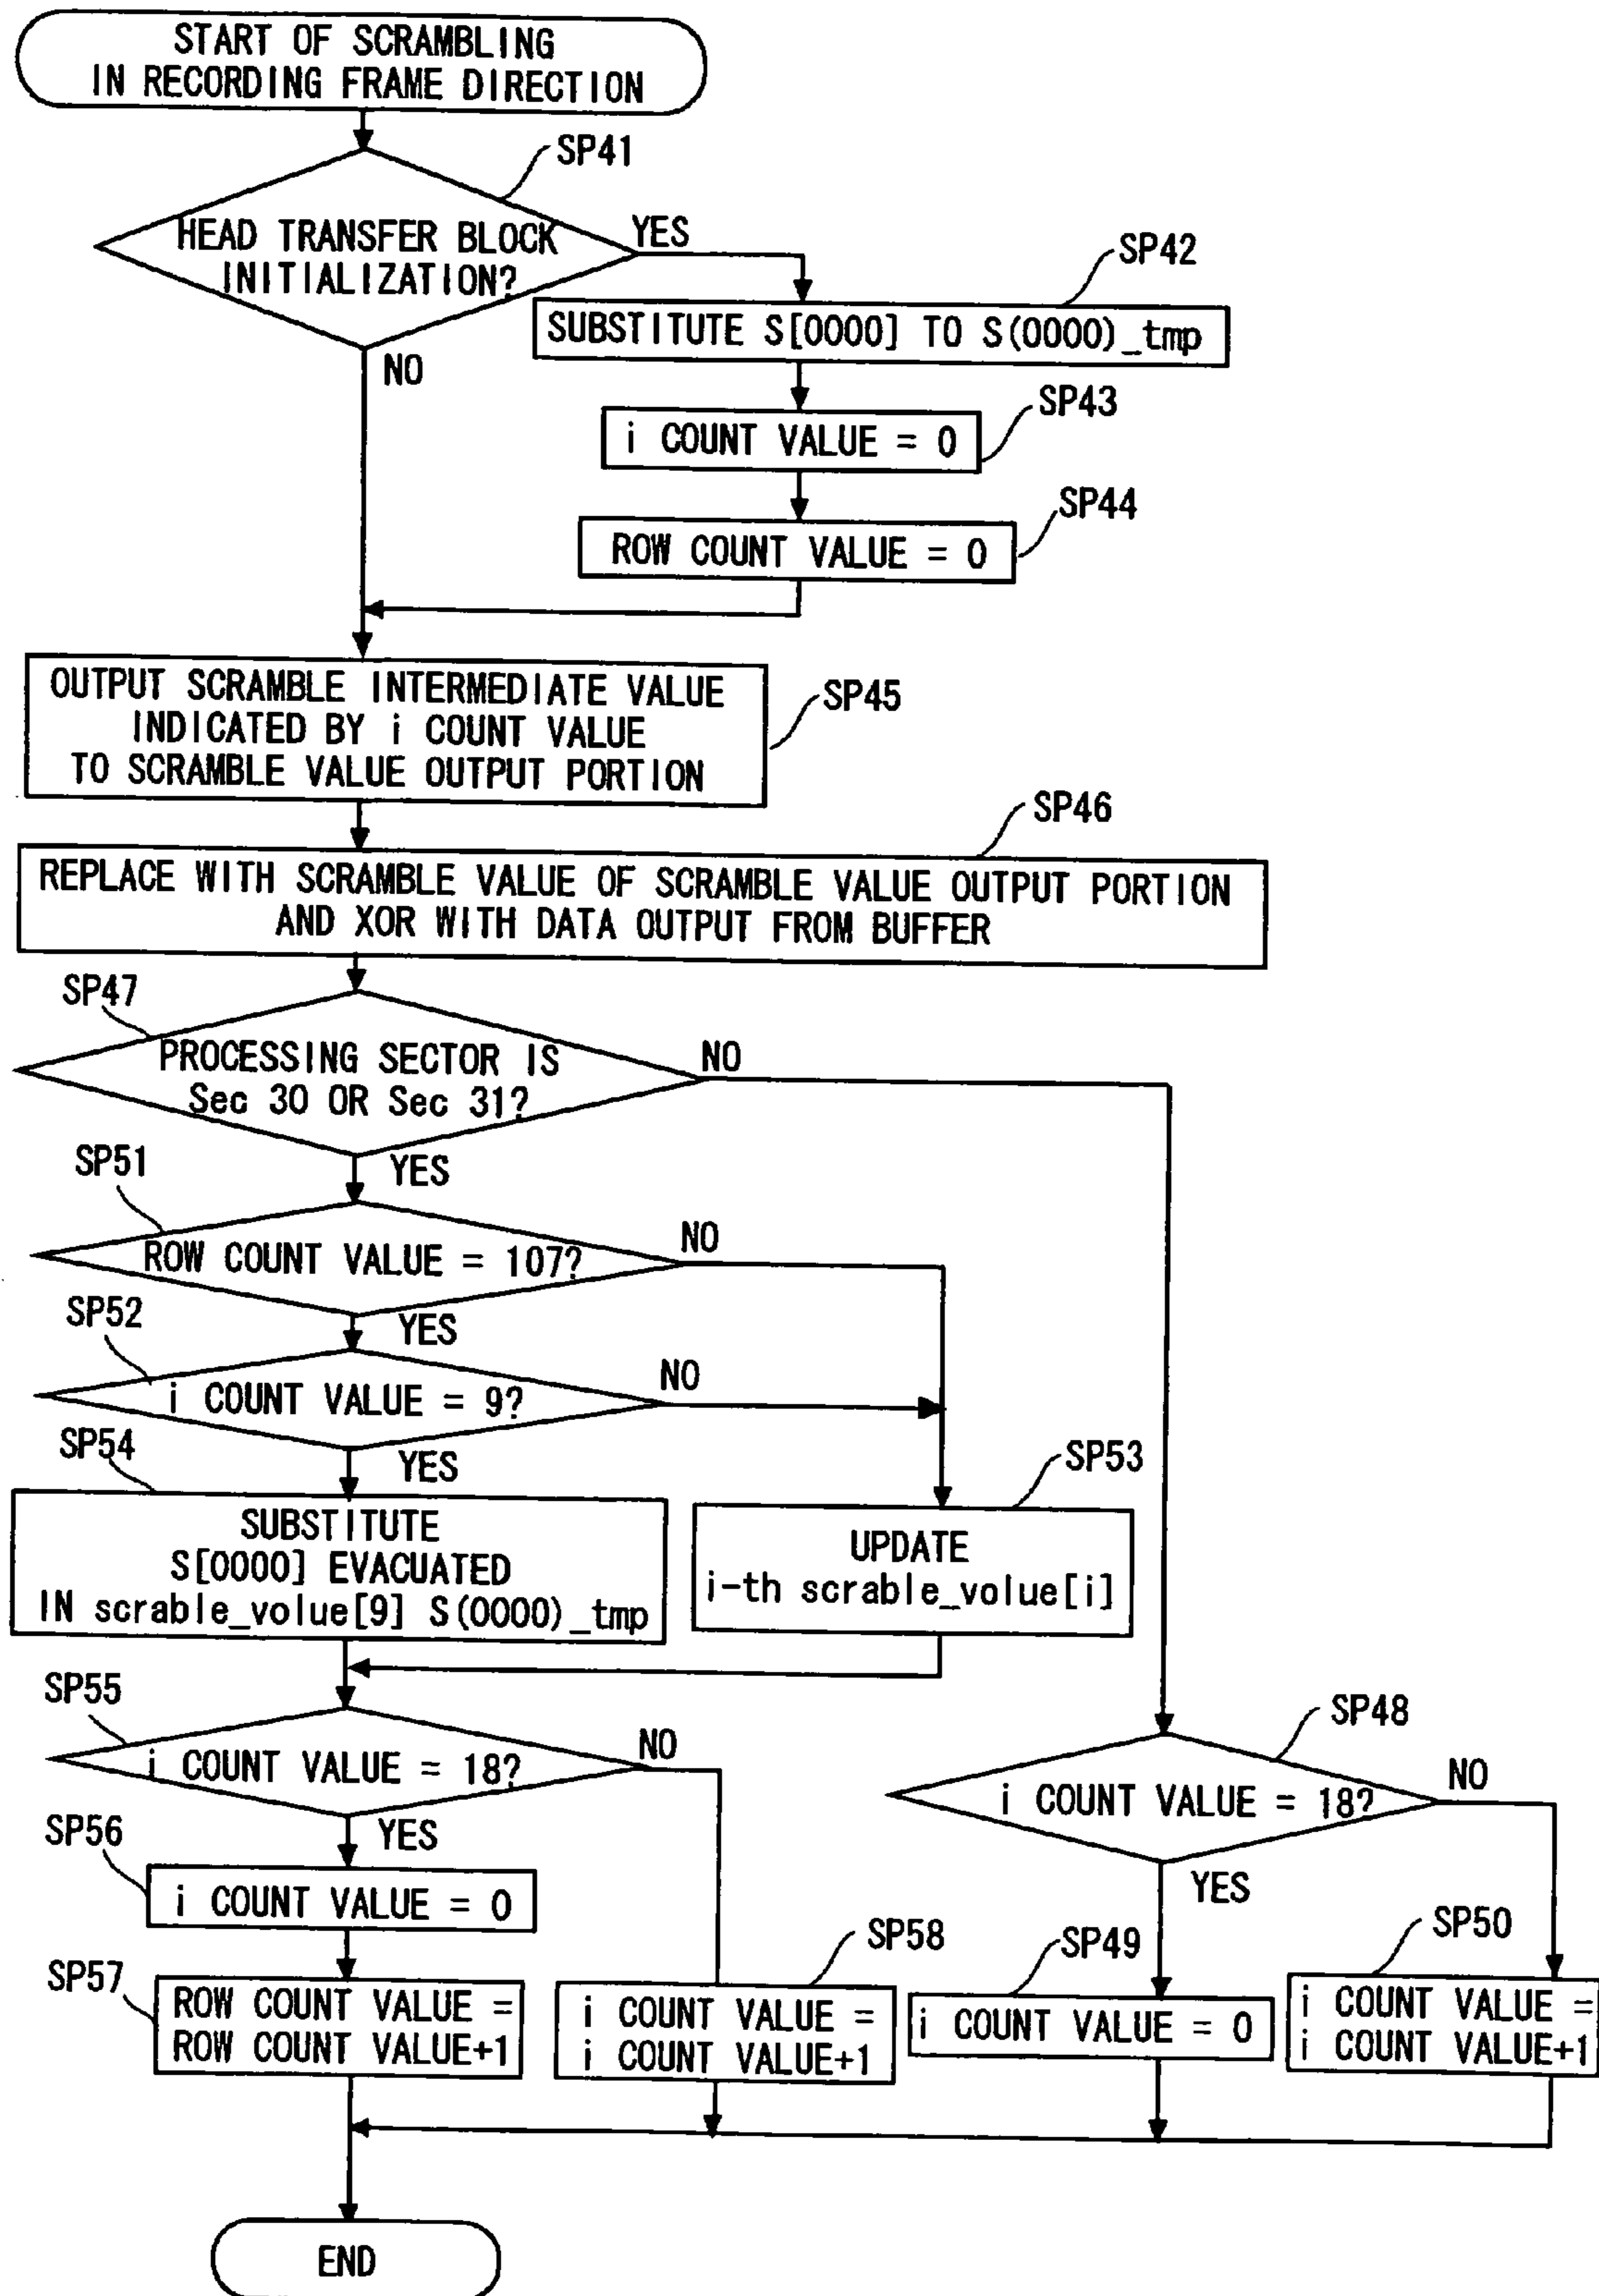 START OF SCRAMBLING
IN RECORDING FRAME DIRECTION
SP41
HEAD TRANSFER BLOCK
INITIALIZATION?
YES
NO
SP42
SUBSTITUTE S[0000] TO S(0000)_tmp
SP43
i COUNT VALUE = 0
SP44
ROW COUNT VALUE = 0
OUTPUT SCRAMBLE INTERMEDIATE VALUE
INDICATED BY i COUNT VALUE
TO SCRAMBLE VALUE OUTPUT PORTION
SP45
SP46
REPLACE WITH SCRAMBLE VALUE OF SCRAMBLE VALUE OUTPUT PORTION
AND XOR WITH DATA OUTPUT FROM BUFFER
SP47
PROCESSING SECTOR IS
Sec 30 OR Sec 31?
NO
YES
SP51
ROW COUNT VALUE = 107?
NO
YES
SP52
i COUNT VALUE = 9?
NO
YES
SP54
SUBSTITUTE
S[0000] EVACUATED
IN scrable_volue[9] S(0000)_tmp
SP53
UPDATE
i-th scrable_volue[i]
SP55
i COUNT VALUE = 18?
NO
YES
SP48
i COUNT VALUE = 18?
NO
YES
SP56
i COUNT VALUE = 0
SP57
ROW COUNT VALUE =
ROW COUNT VALUE+1
SP58
i COUNT VALUE =
i COUNT VALUE+1
SP49
i COUNT VALUE = 0
SP50
i COUNT VALUE =
i COUNT VALUE+1
END